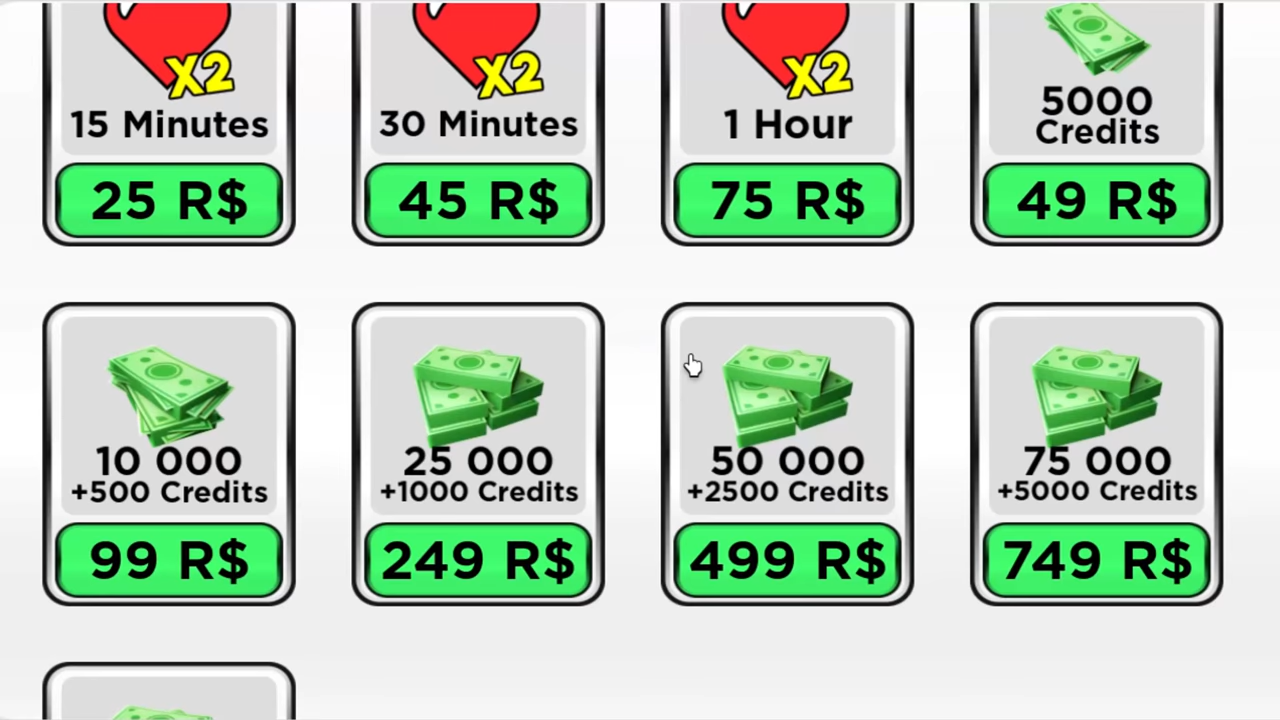 X2
15 Minutes
25 R$
X2
30 Minutes
45 R$
X2
1 Hour
75 R$
5000
Credits
49 R$
10 000
+500 Credits
99 R$
25 000
+1000 Credits
249 R$
50 000
+2500 Credits
499 R$
75 000
+5000 Credits
749 R$